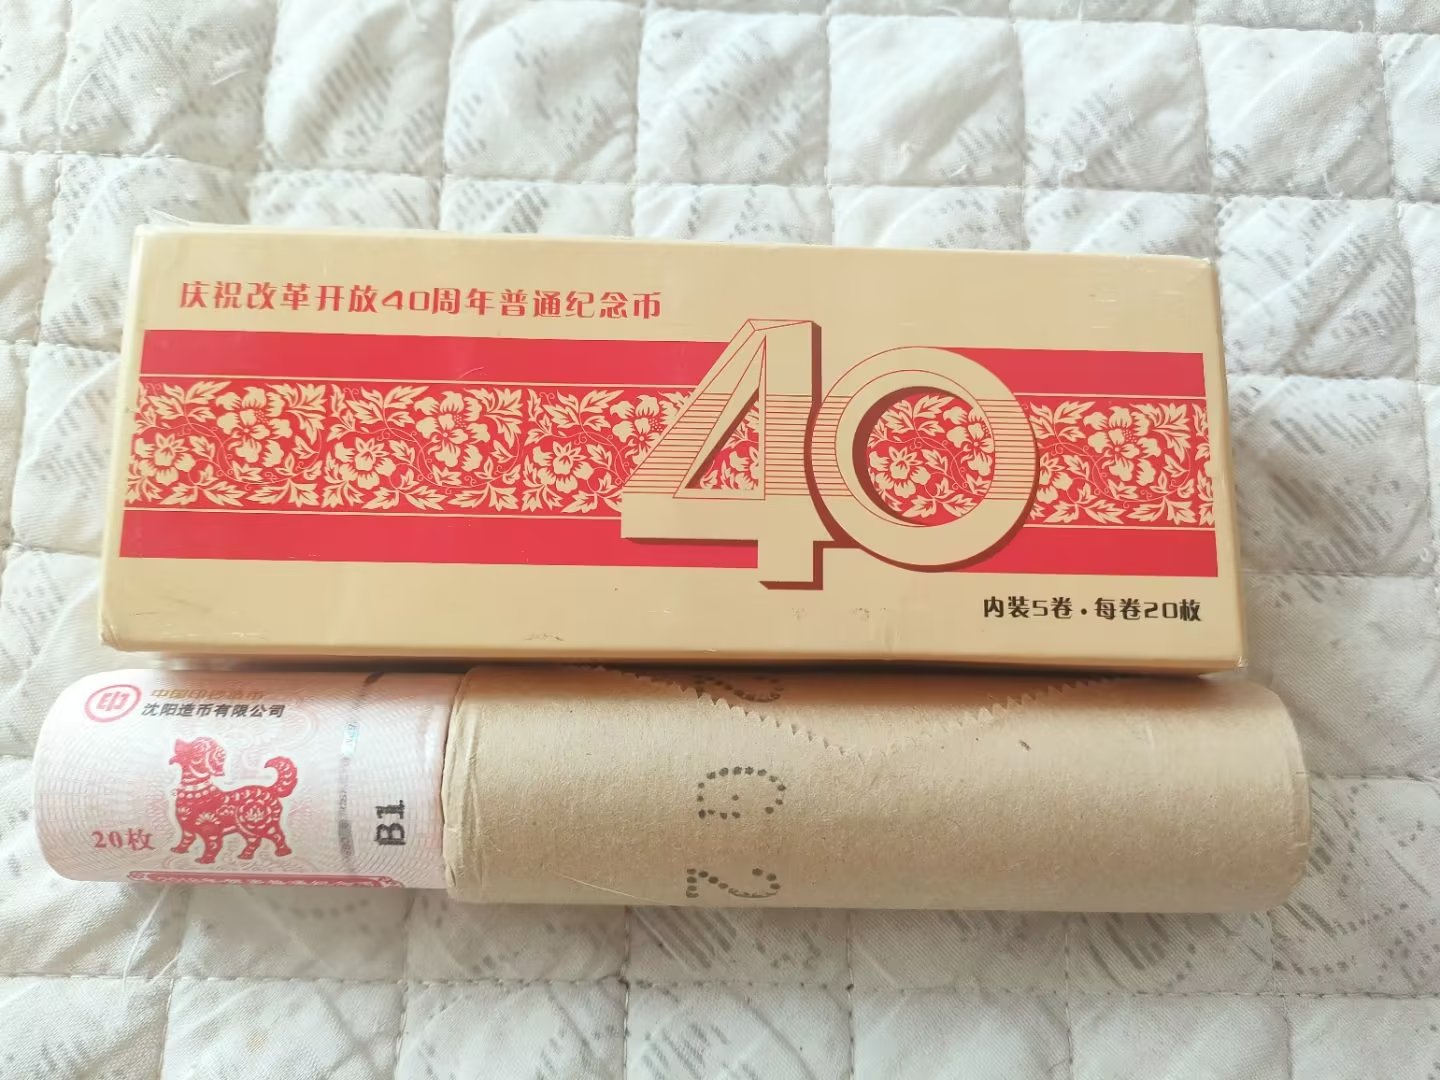 庆祝改革开放40周年普通纪念币
40
内装5卷·每卷20枚
印
中国印钞造币
沈阳造币有限公司
20枚
B1